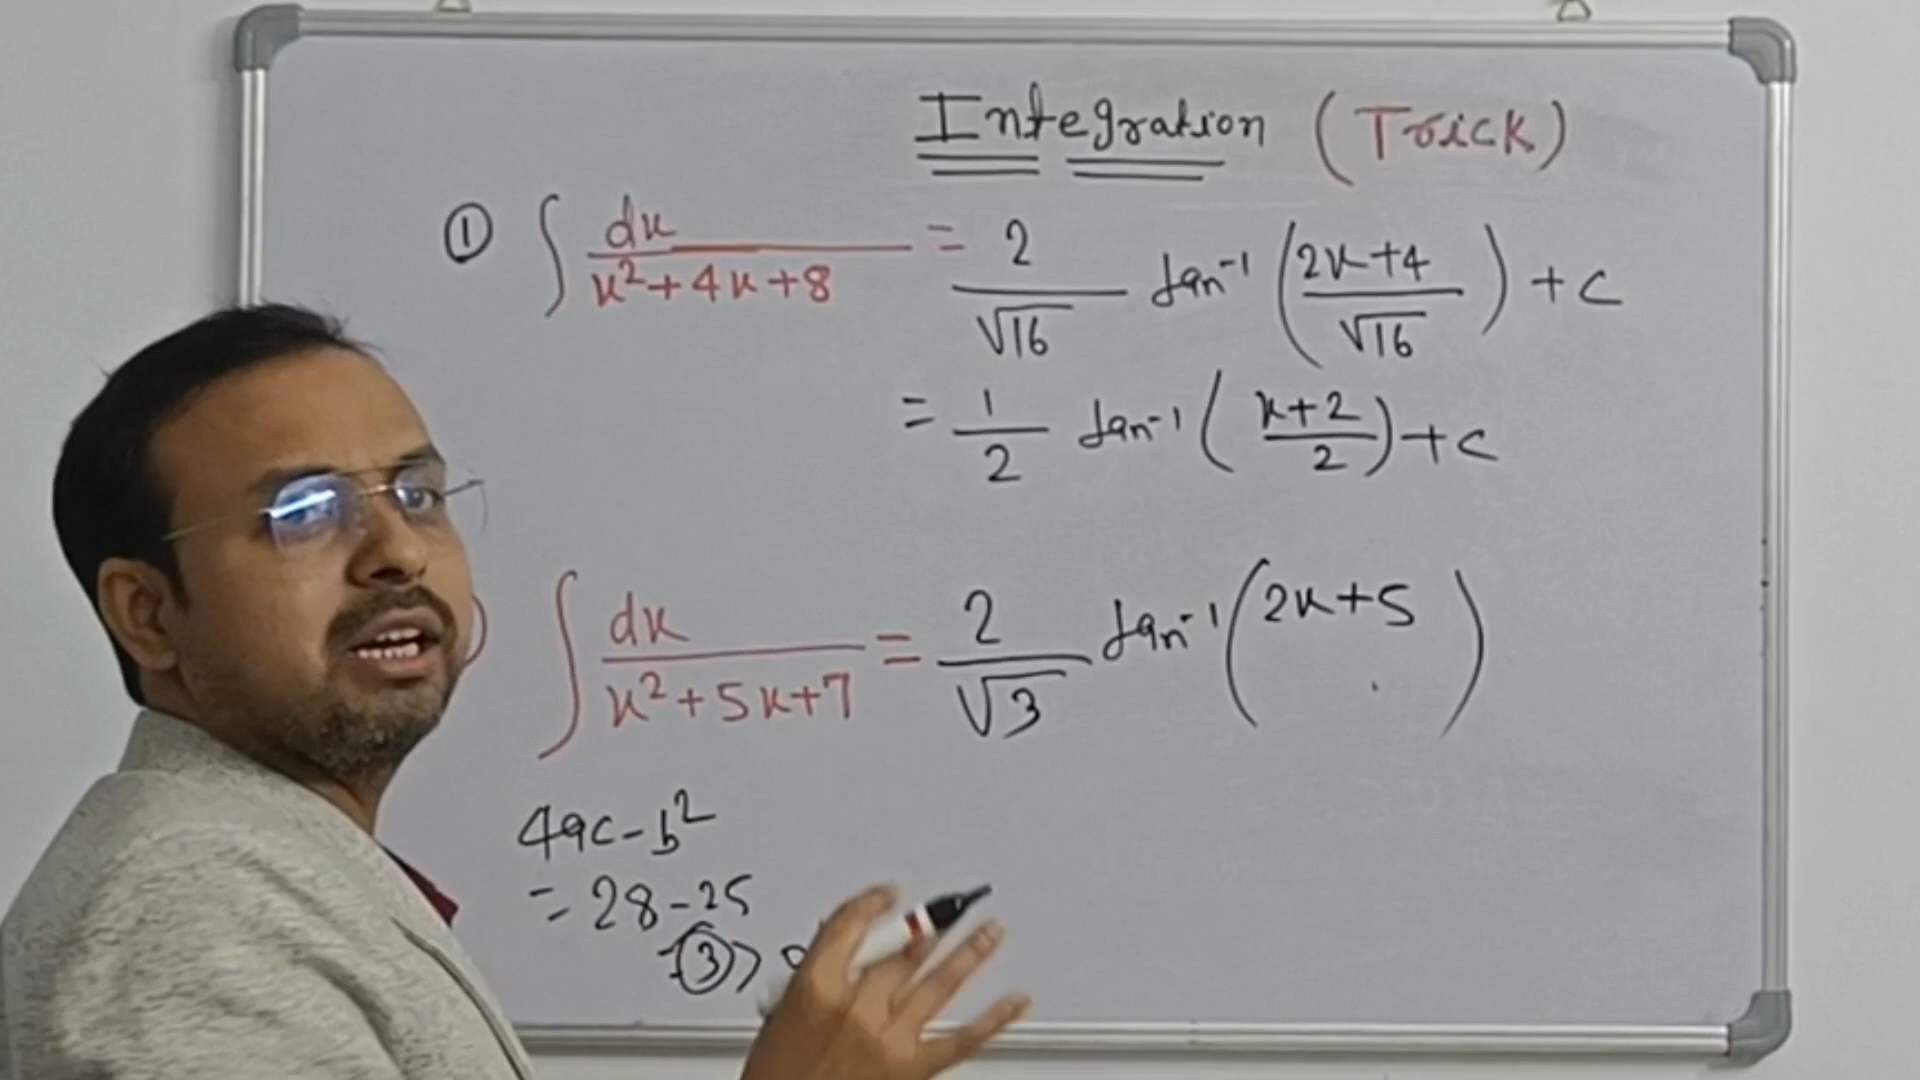 Integration (Trick)
① ∫ dx / (x² + 4x + 8) = 2/√16 tan⁻¹ ((2x+4)/√16) + c
= 1/2 tan⁻¹ ((x+2)/2) + c
) ∫ dx / (x² + 5x + 7) = 2/√3 tan⁻¹ (2x+5 )
4ac - b²
= 28 - 25
= 3 > 0